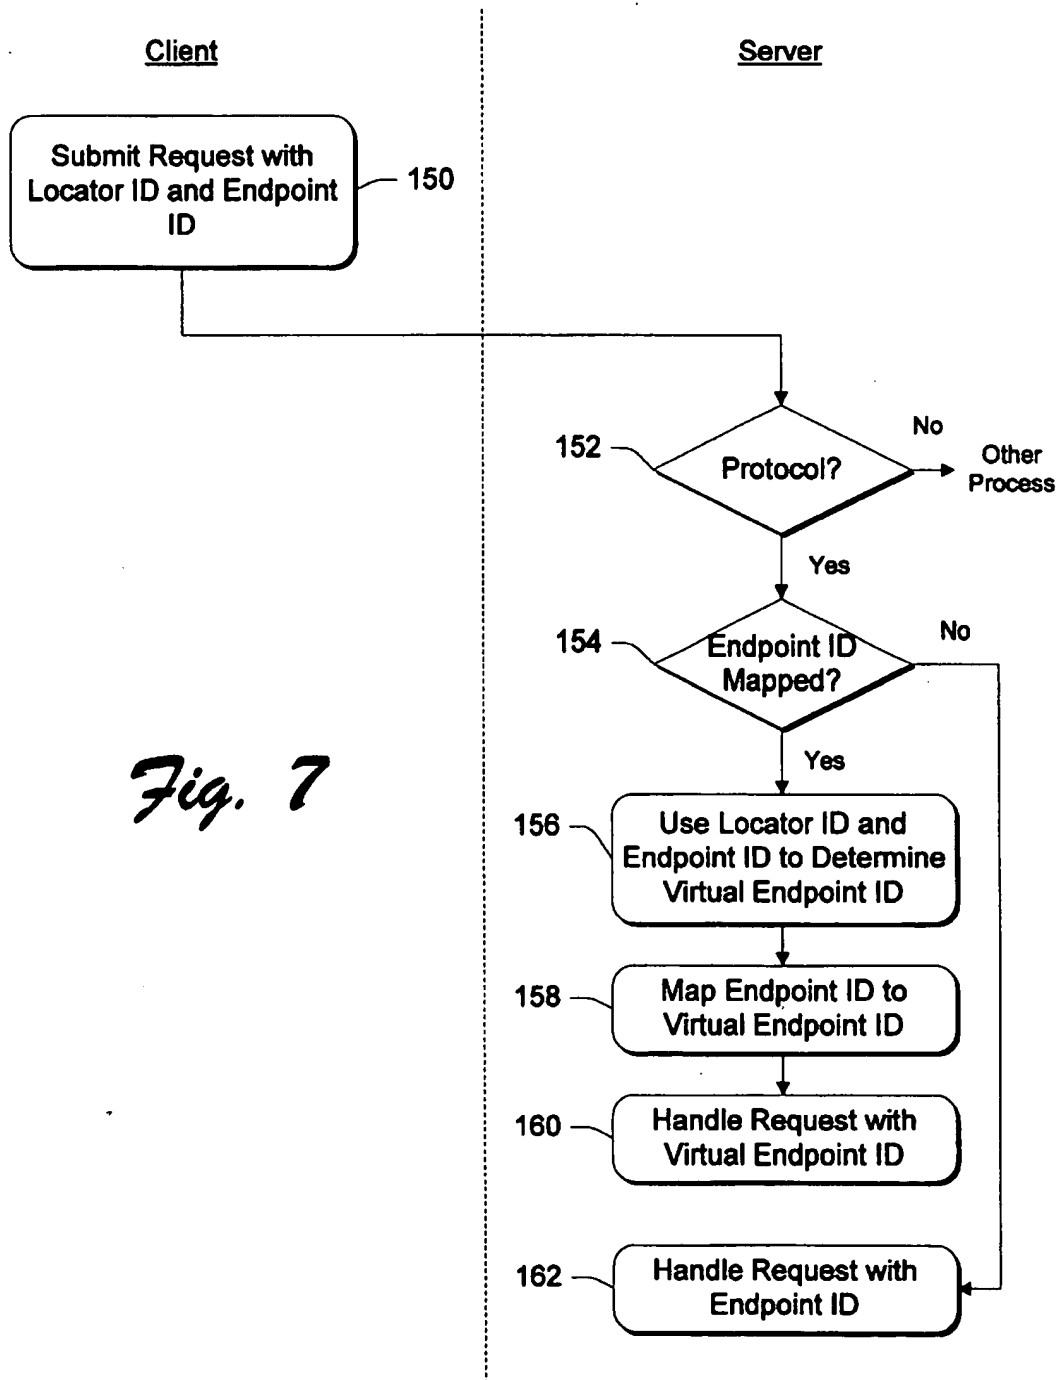 Client
Server
Submit Request with
Locator ID and Endpoint
ID
150
152
Protocol?
No
Other
Process
Yes
154
Endpoint ID
Mapped?
No
Yes
Fig. 7
156
Use Locator ID and
Endpoint ID to Determine
Virtual Endpoint ID
158
Map Endpoint ID to
Virtual Endpoint ID
160
Handle Request with
Virtual Endpoint ID
162
Handle Request with
Endpoint ID